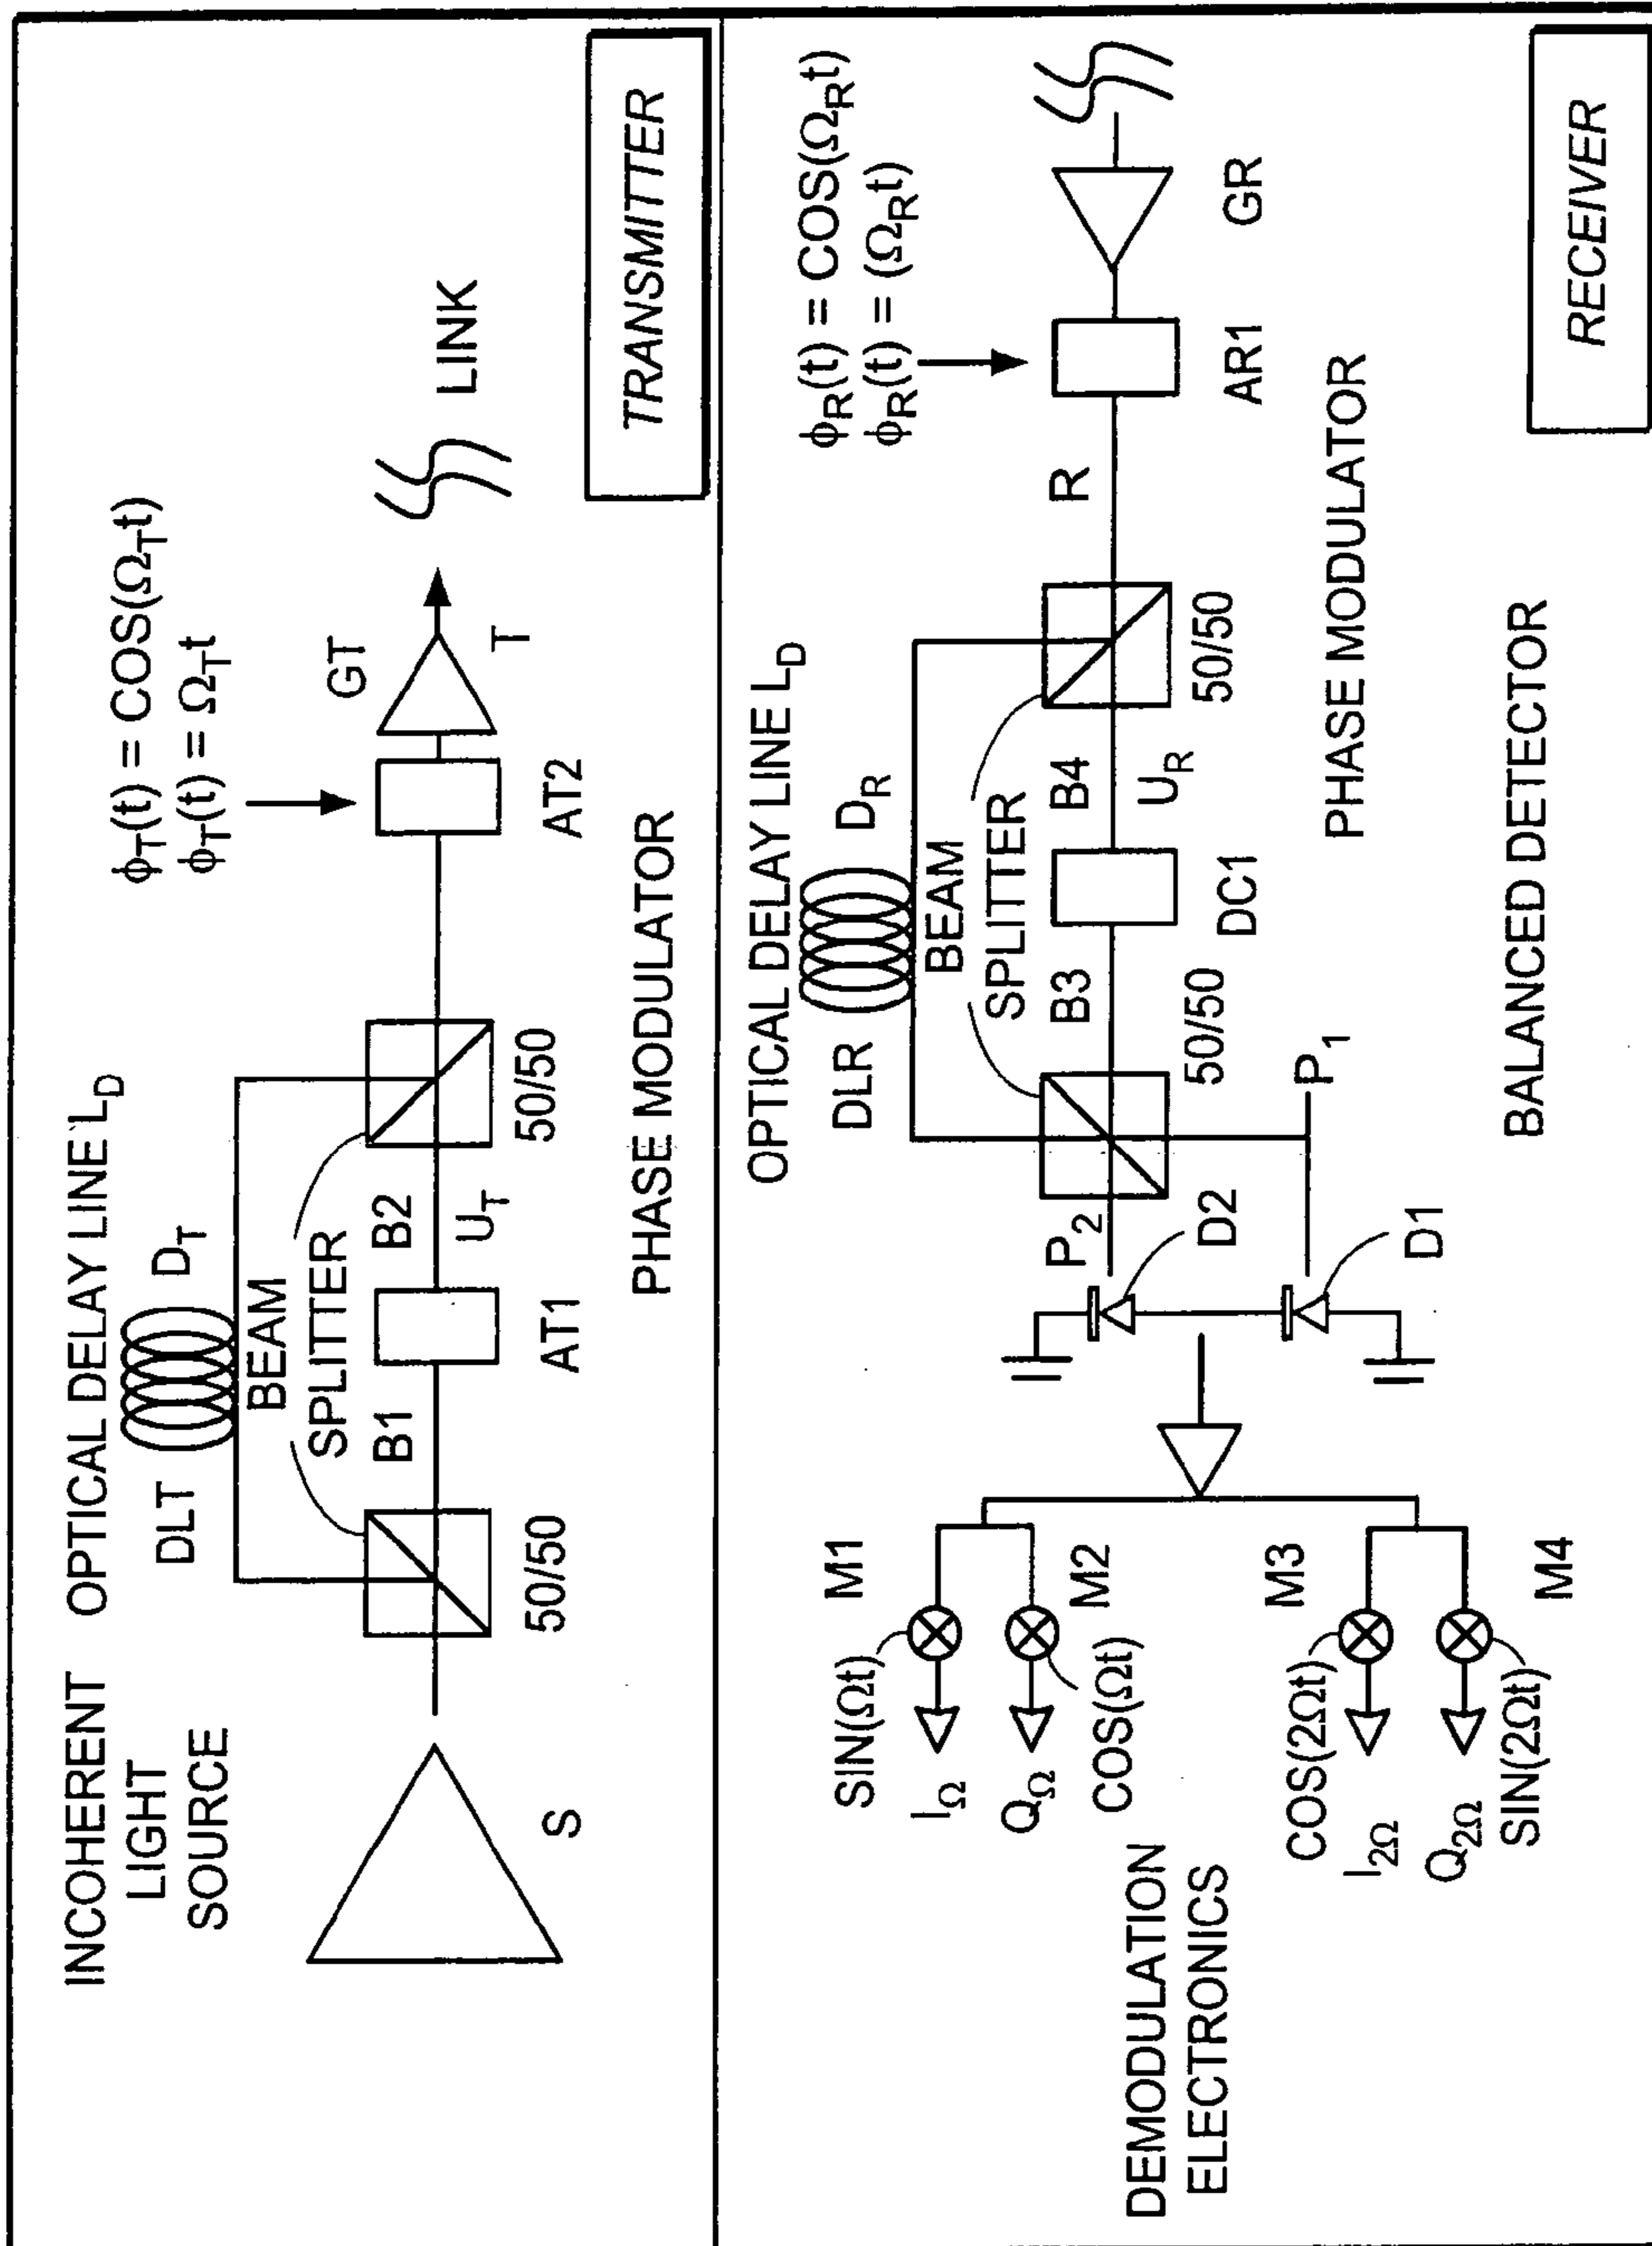 INCOHERENT
LIGHT
SOURCE
S
OPTICAL DELAY LINE L_D
DLT
D_T
BEAM
SPLITTER
B1
B2
U_T
50/50
AT1
50/50
PHASE MODULATOR
ϕ_T(t) = COS(Ω_T t)
ϕ_T(t) = Ω_T t
GT
AT2
T
LINK
TRANSMITTER
OPTICAL DELAY LINE L_D
DLR
D_R
BEAM
SPLITTER
B3
B4
U_R
50/50
DC1
50/50
R
ϕ_R(t) = COS(Ω_R t)
ϕ_R(t) = (Ω_R t)
AR1
GR
PHASE MODULATOR
P_2
D2
P_1
D1
BALANCED DETECTOR
M1
SIN(Ωt)
I_Ω
M2
Q_Ω
COS(Ωt)
M3
COS(2Ωt)
I_2Ω
M4
Q_2Ω
SIN(2Ωt)
DEMODULATION
ELECTRONICS
RECEIVER